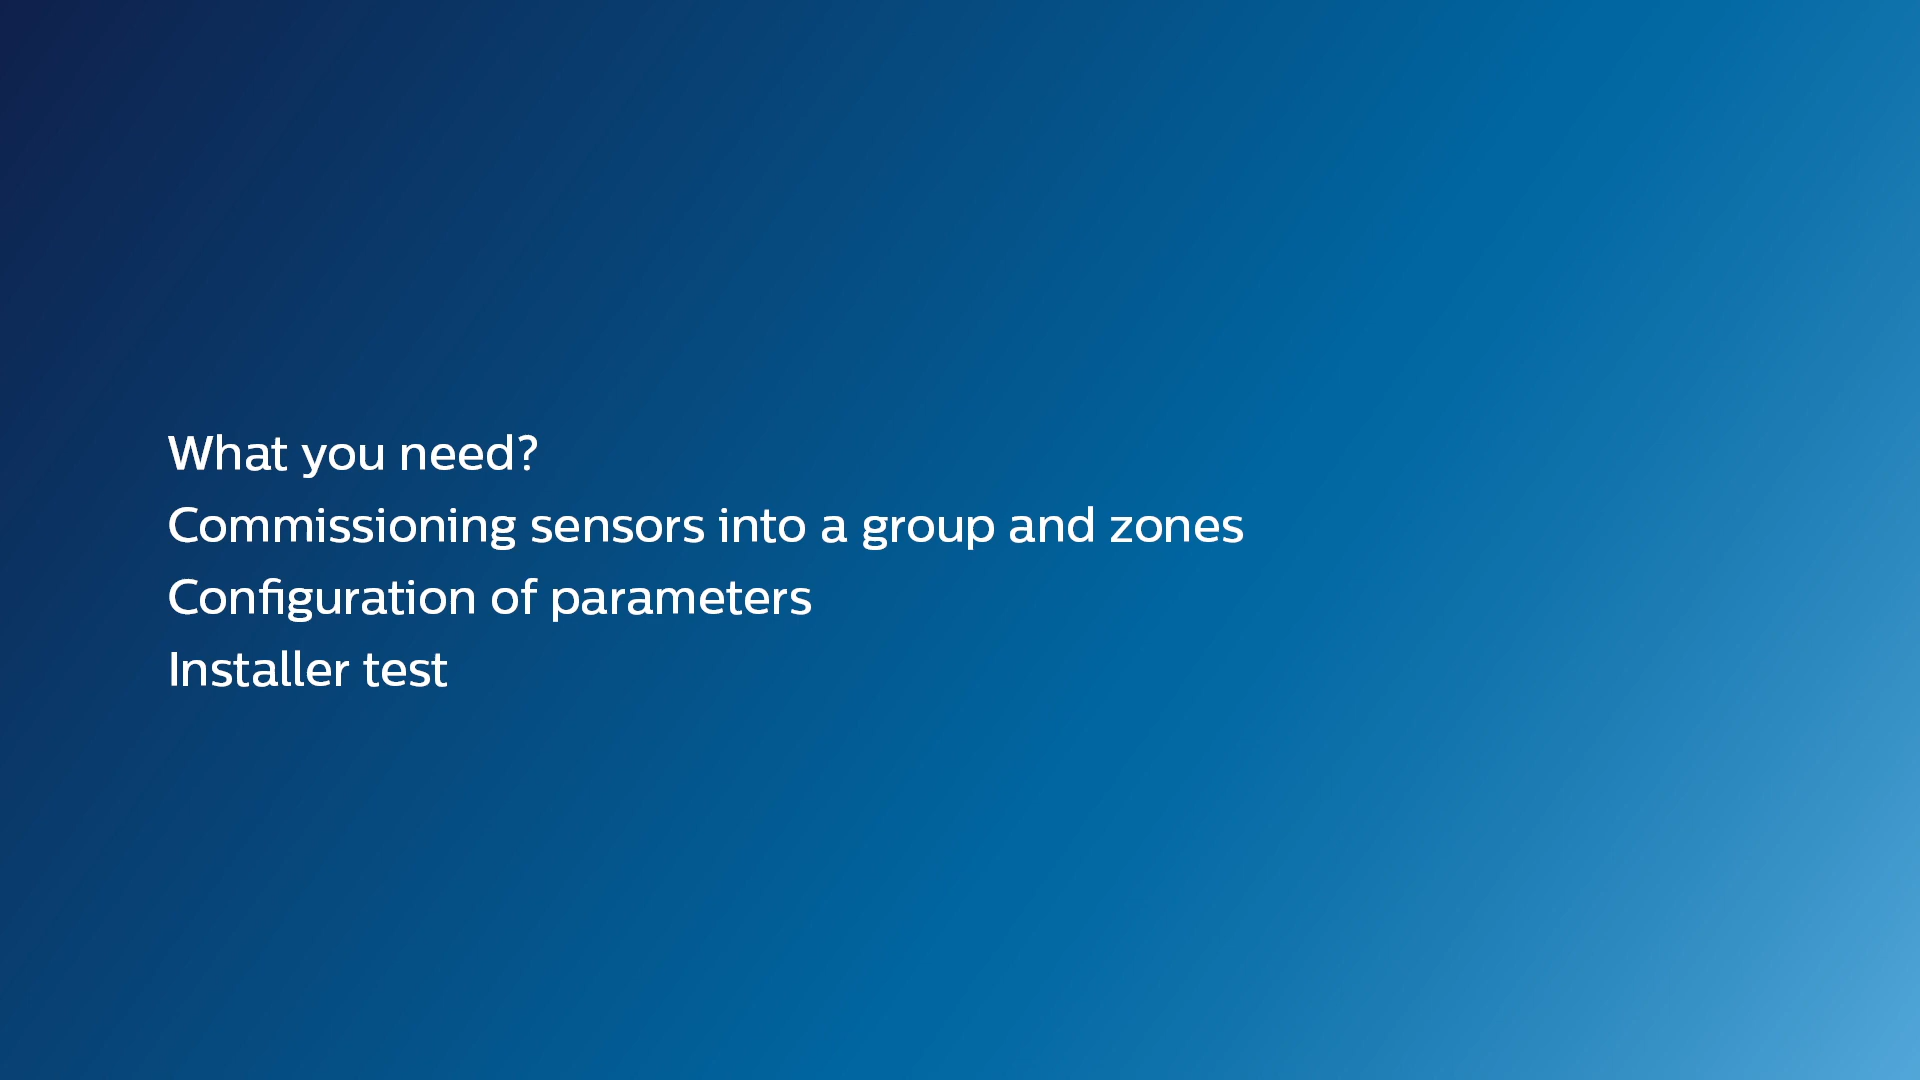 What you need?
Commissioning sensors into a group and zones
Configuration of parameters
Installer test